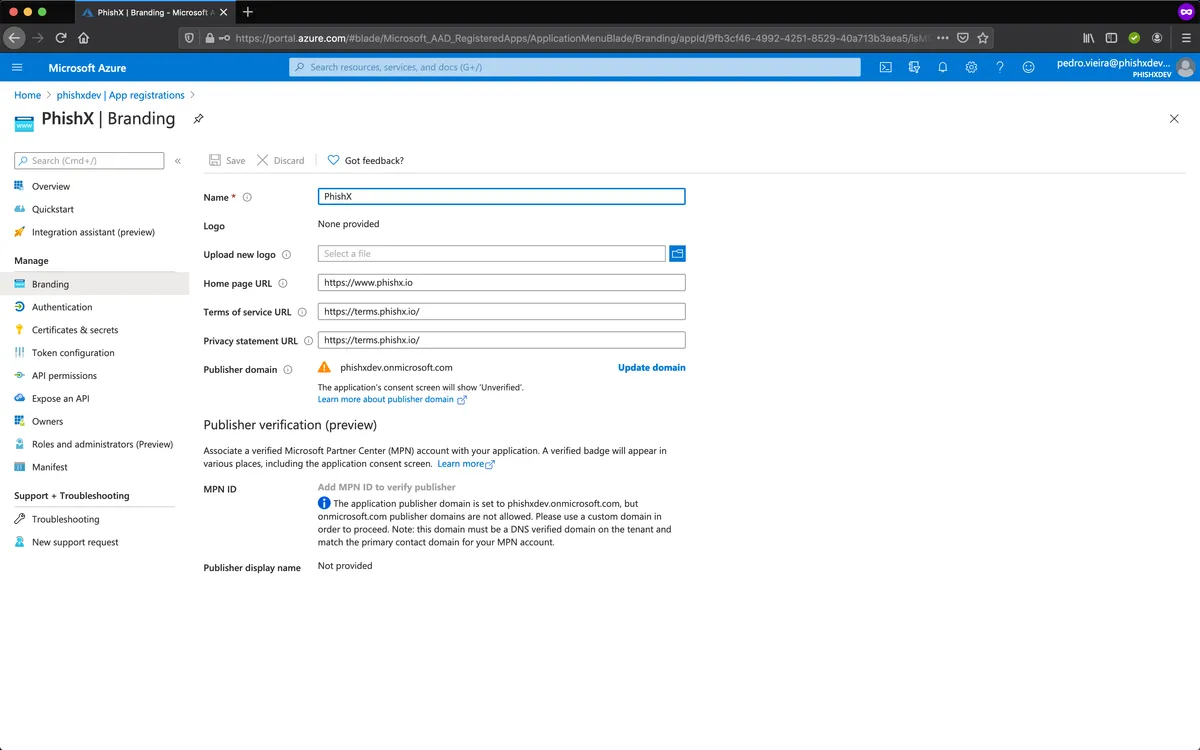 PhishX | Branding - Microsoft A
https://portal.azure.com/#blade/Microsoft_AAD_RegisteredApps/ApplicationMenuBlade/Branding/appId/9fb3cf46-4992-4251-8529-40a713b3aea5/isM
Microsoft Azure
Search resources, services, and docs (G+/)
pedro.vieira@phishxdev...
PHISHXDEV
Home > phishxdev | App registrations >
www
PhishX | Branding
Search (Cmd+/)
«
Save
Discard
Got feedback?
Overview
Quickstart
Integration assistant (preview)
Manage
Branding
Authentication
Certificates & secrets
Token configuration
API permissions
Expose an API
Owners
Roles and administrators (Preview)
Manifest
Support + Troubleshooting
Troubleshooting
New support request
Name *
PhishX
Logo
None provided
Upload new logo
Select a file
Home page URL
https://www.phishx.io
Terms of service URL
https://terms.phishx.io/
Privacy statement URL
https://terms.phishx.io/
Publisher domain
phishxdev.onmicrosoft.com
Update domain
The application's consent screen will show 'Unverified'.
Learn more about publisher domain
Publisher verification (preview)
Associate a verified Microsoft Partner Center (MPN) account with your application. A verified badge will appear in
various places, including the application consent screen. Learn more
MPN ID
Add MPN ID to verify publisher
The application publisher domain is set to phishxdev.onmicrosoft.com, but
onmicrosoft.com publisher domains are not allowed. Please use a custom domain in
order to proceed. Note: this domain must be a DNS verified domain on the tenant and
match the primary contact domain for your MPN account.
Publisher display name
Not provided